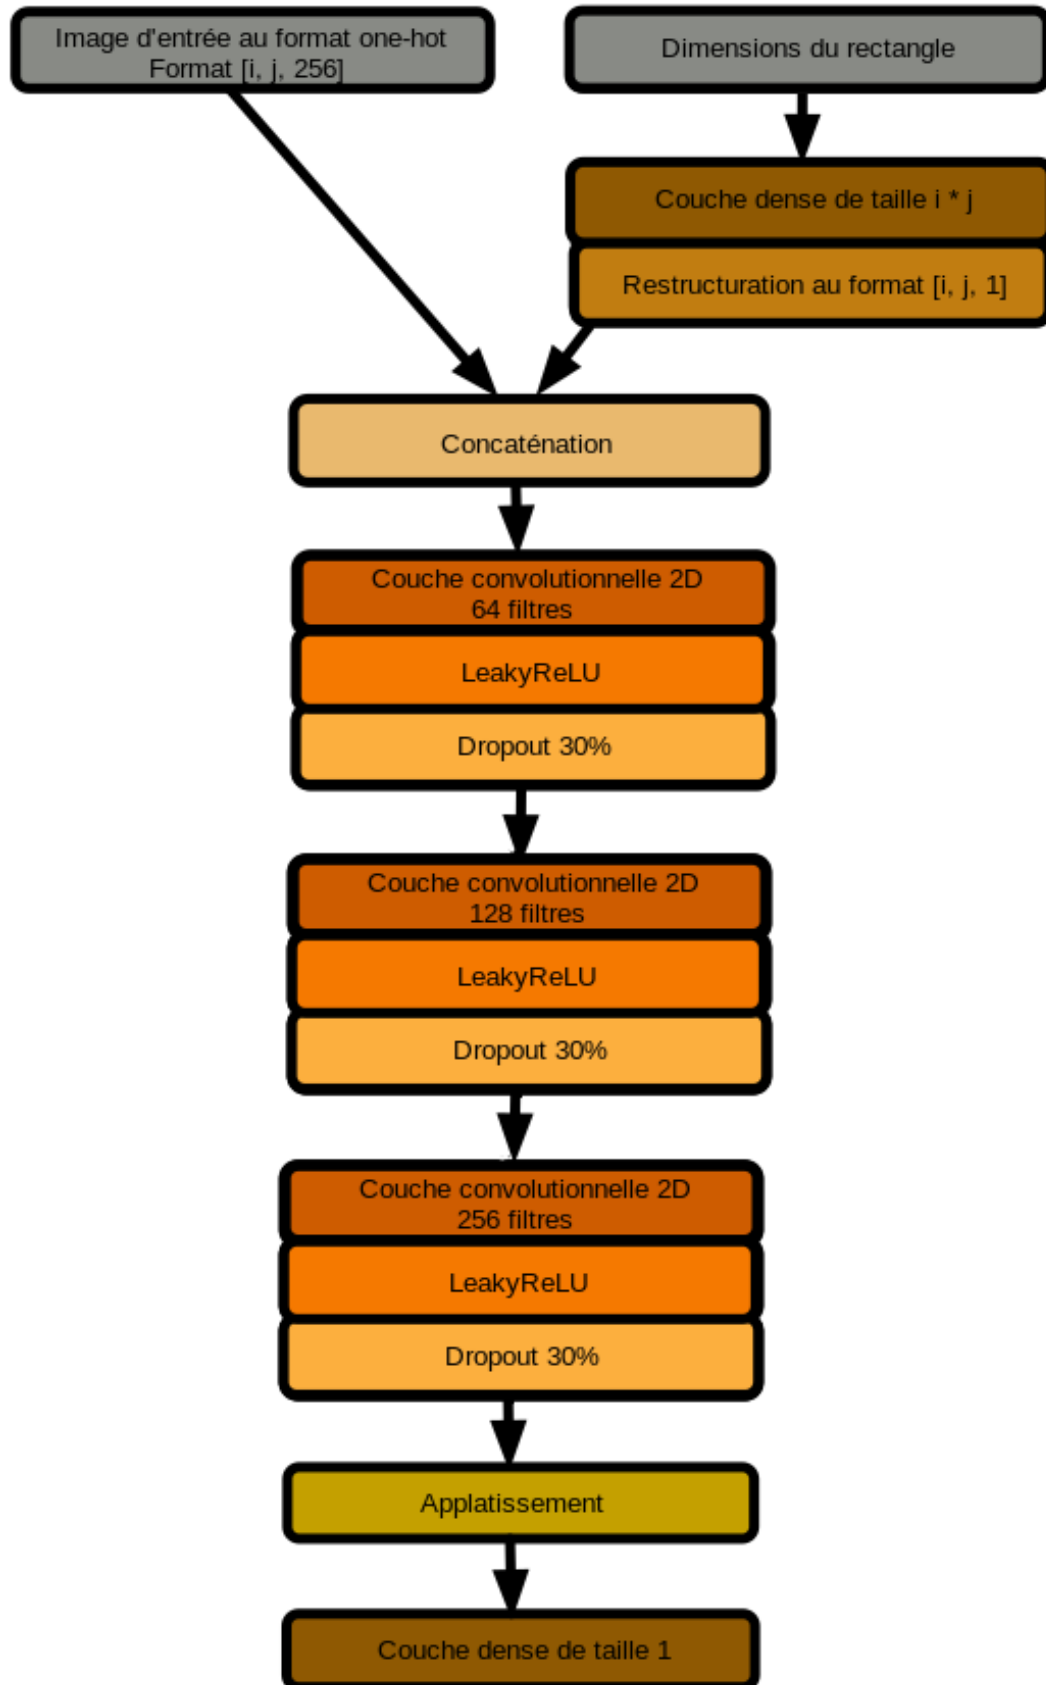 Image d'entrée au format one-hot
Format [i, j, 256]
Dimensions du rectangle
Couche dense de taille i * j
Restructuration au format [i, j, 1]
Concaténation
Couche convolutionnelle 2D
64 filtres
LeakyReLU
Dropout 30%
Couche convolutionnelle 2D
128 filtres
LeakyReLU
Dropout 30%
Couche convolutionnelle 2D
256 filtres
LeakyReLU
Dropout 30%
Applatissement
Couche dense de taille 1